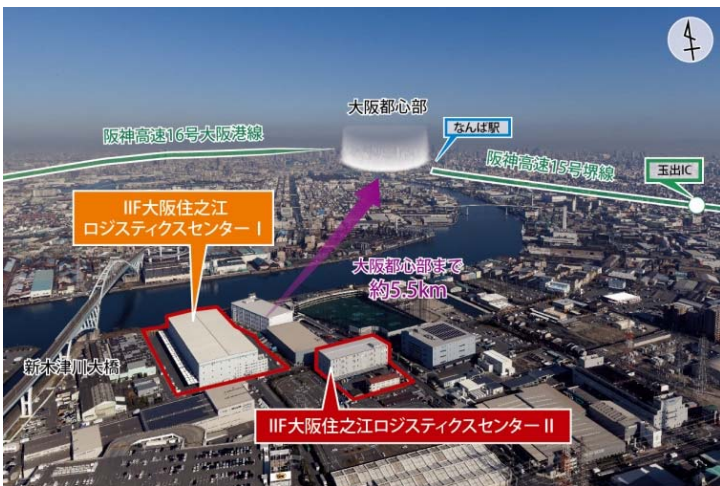 大阪都心部
なんば駅
阪神高速16号大阪港線
阪神高速15号堺線
玉出IC
IIF大阪住之江
ロジスティクスセンターⅠ
大阪都心部まで
約5.5km
新木津川大橋
IIF大阪住之江ロジスティクスセンターⅡ